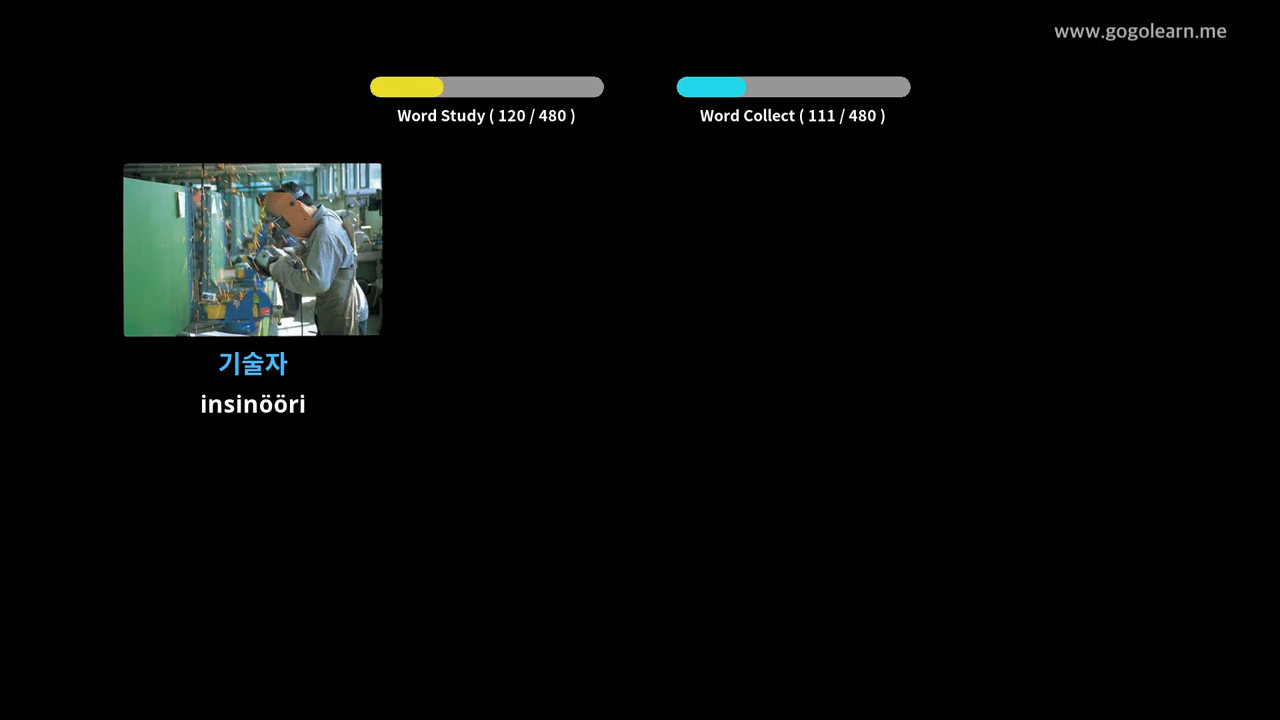 www.gogolearn.me
Word Study ( 120 / 480 )
Word Collect ( 111 / 480 )
기술자
insinööri